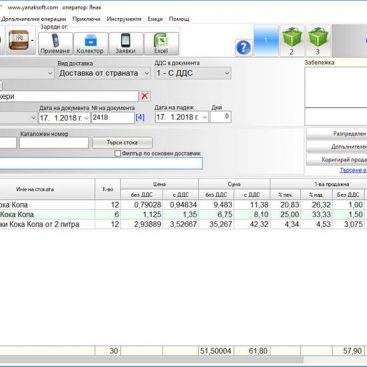 www.yanaksoft.com оператор: Янак
Допълнителни операции Приключи Инструменти Езици Помощ
Зареди от:
Приемане Колектор Заявки Excel
1 2 3
Вид доставка ДДС в документа Забележка
Доставка от страната 1 - С ДДС
кери
Дата на документа № на документа Дата на падеж Дни
17. 1.2018 г. 2418 [4] 17. 1.2018 г. 0
Каталожен номер Разпределен
Търси стока Допълнител
Филтър по основен доставчик Коригирай прода
Търсене в
Име на стоката К-во Цена Сума 1-ва продажна
без ДДС с ДДС без ДДС с ДДС % печ. % над. Без ДДС
ока Кола 12 0,79028 0,94834 9,483 11,38 20,83 26,32 1,00
Кока Кола 6 1,125 1,35 6,75 8,10 25,00 33,33 1,50
ки Кока Кола от 2 литра 12 2,93889 3,52667 35,267 42,32 4,34 4,53 3,075
30 51,50004 61,80 57,90